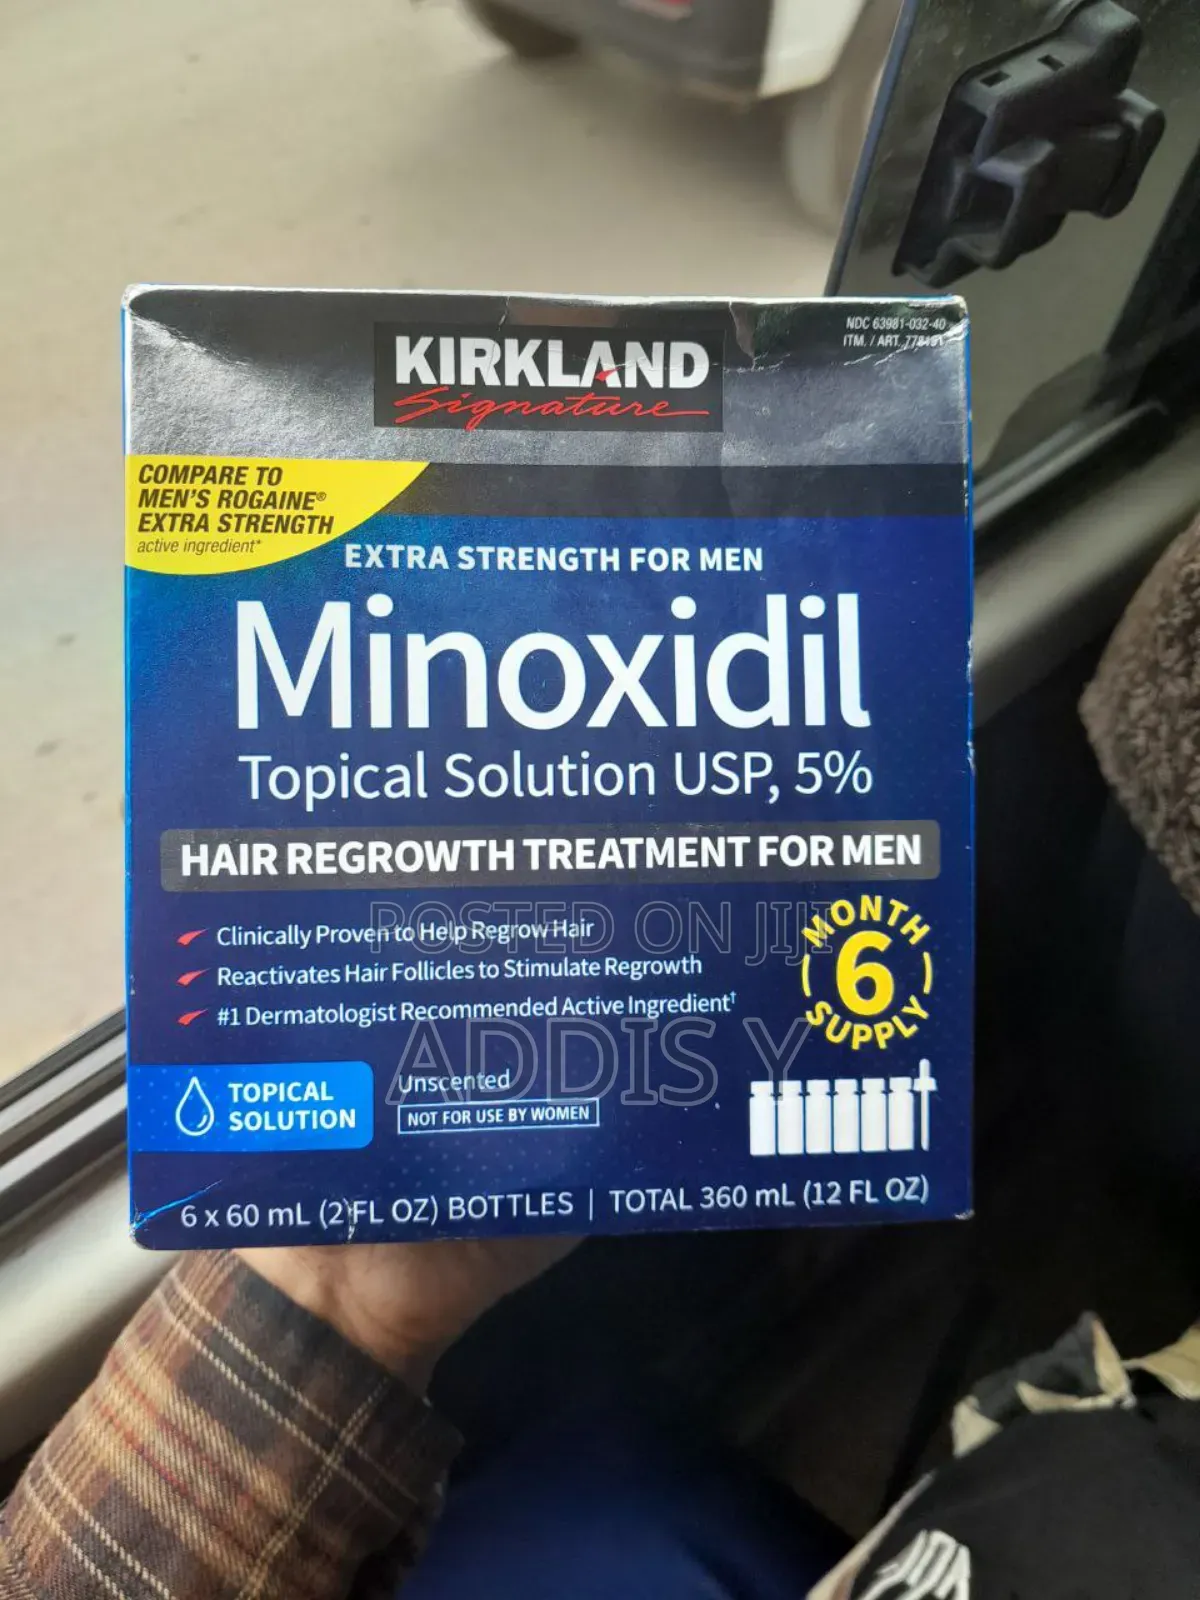 NDC 63981-032-40
ITM. / ART.
KIRKLAND
Signature
COMPARE TO
MEN'S ROGAINE®
EXTRA STRENGTH
active ingredient*
EXTRA STRENGTH FOR MEN
Minoxidil
Topical Solution USP, 5%
HAIR REGROWTH TREATMENT FOR MEN
Clinically Proven to Help Regrow Hair
Reactivates Hair Follicles to Stimulate Regrowth
#1 Dermatologist Recommended Active Ingredient†
MONTH
6
SUPPLY
POSTED ON JIJI
ADDIS Y
TOPICAL
SOLUTION
Unscented
NOT FOR USE BY WOMEN
6 x 60 mL (2 FL OZ) BOTTLES | TOTAL 360 mL (12 FL OZ)